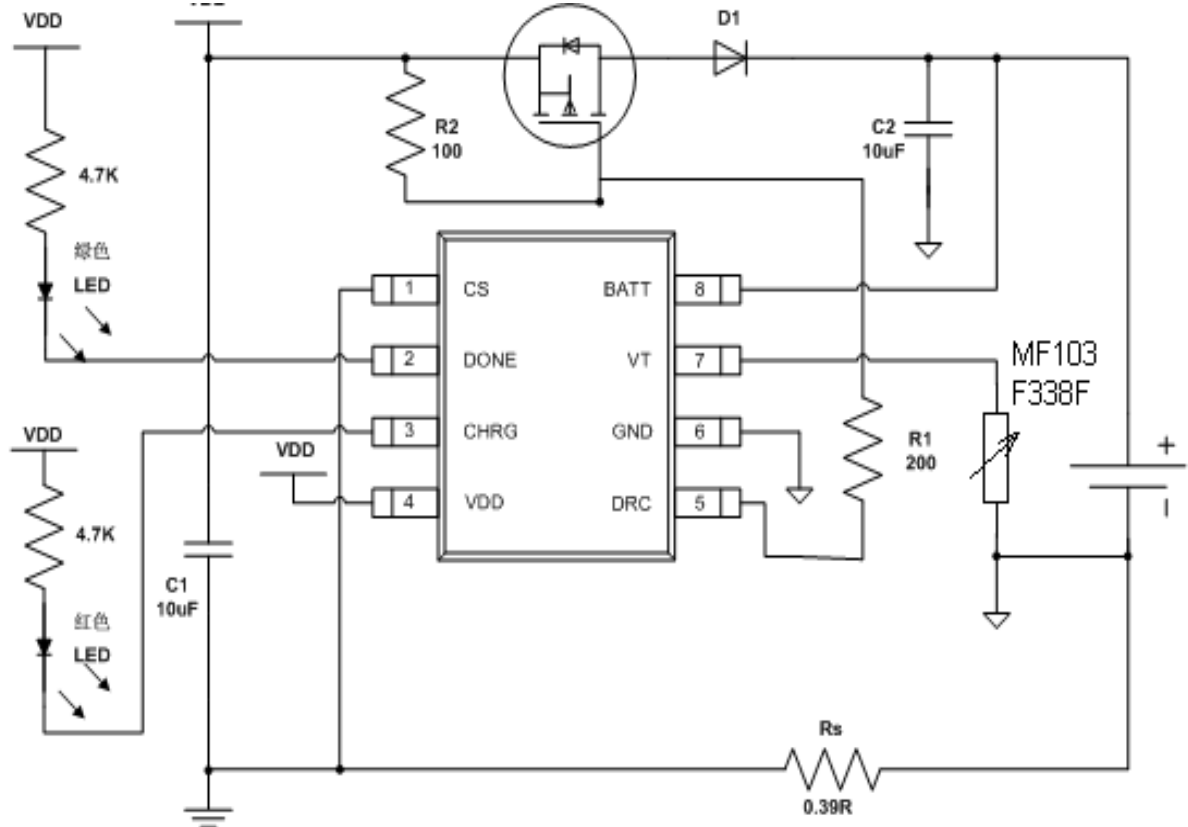 VDD
VDD
D1
R2
100
C2
10uF
4.7K
绿色
LED
1
CS
BATT
8
2
DONE
VT
7
MF103
F338F
3
CHRG
GND
6
VDD
VDD
R1
200
4
VDD
DRC
5
+
4.7K
C1
10uF
红色
LED
Rs
0.39R